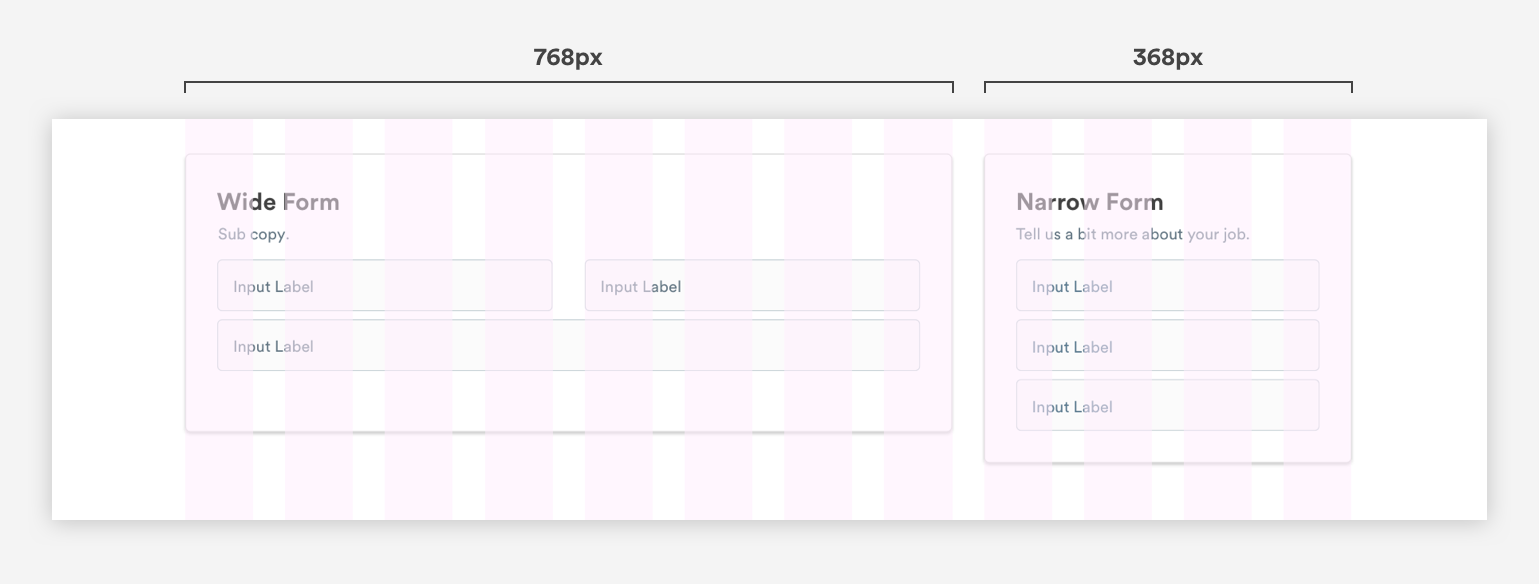 768px
368px
Wide Form
Sub copy.
Input Label
Input Label
Input Label
Narrow Form
Tell us a bit more about your job.
Input Label
Input Label
Input Label